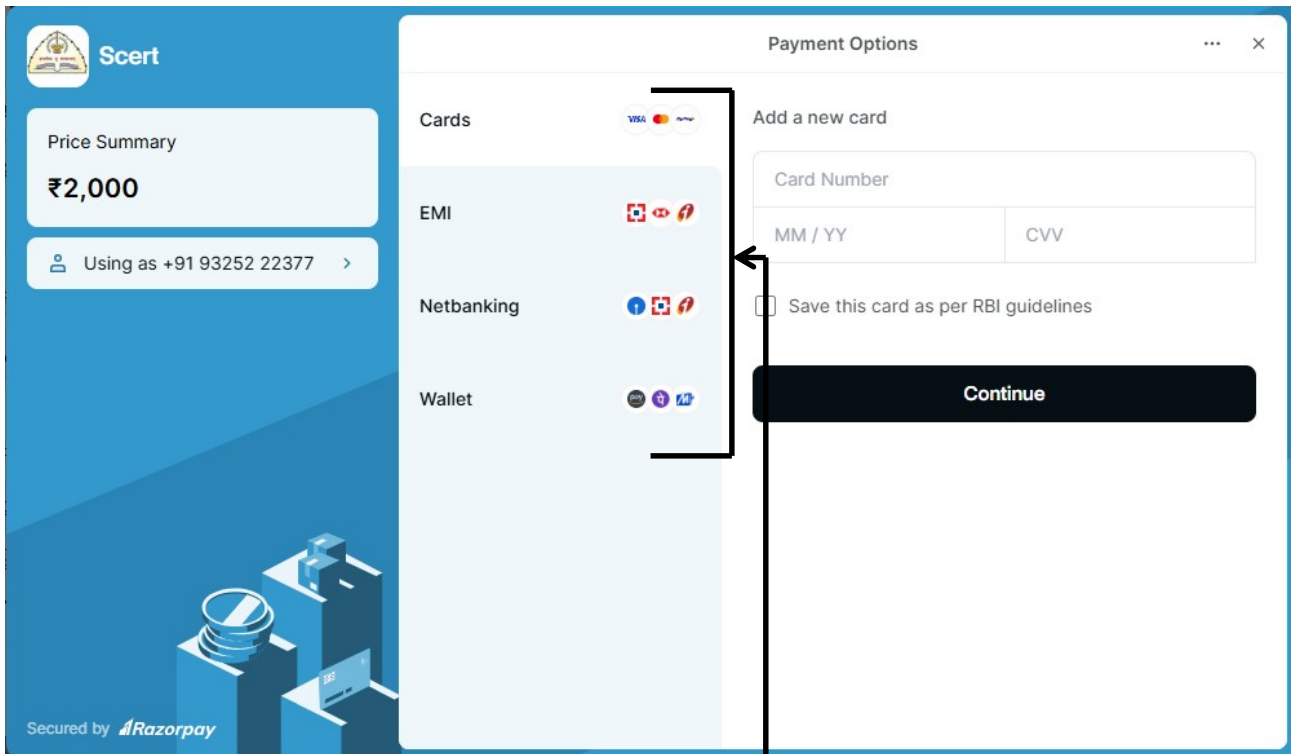 Scert
Price Summary
₹2,000
Using as +91 93252 22377
Secured by Razorpay
Payment Options
Cards
VISA
EMI
Netbanking
Wallet
Add a new card
Card Number
MM / YY
CVV
Save this card as per RBI guidelines
Continue